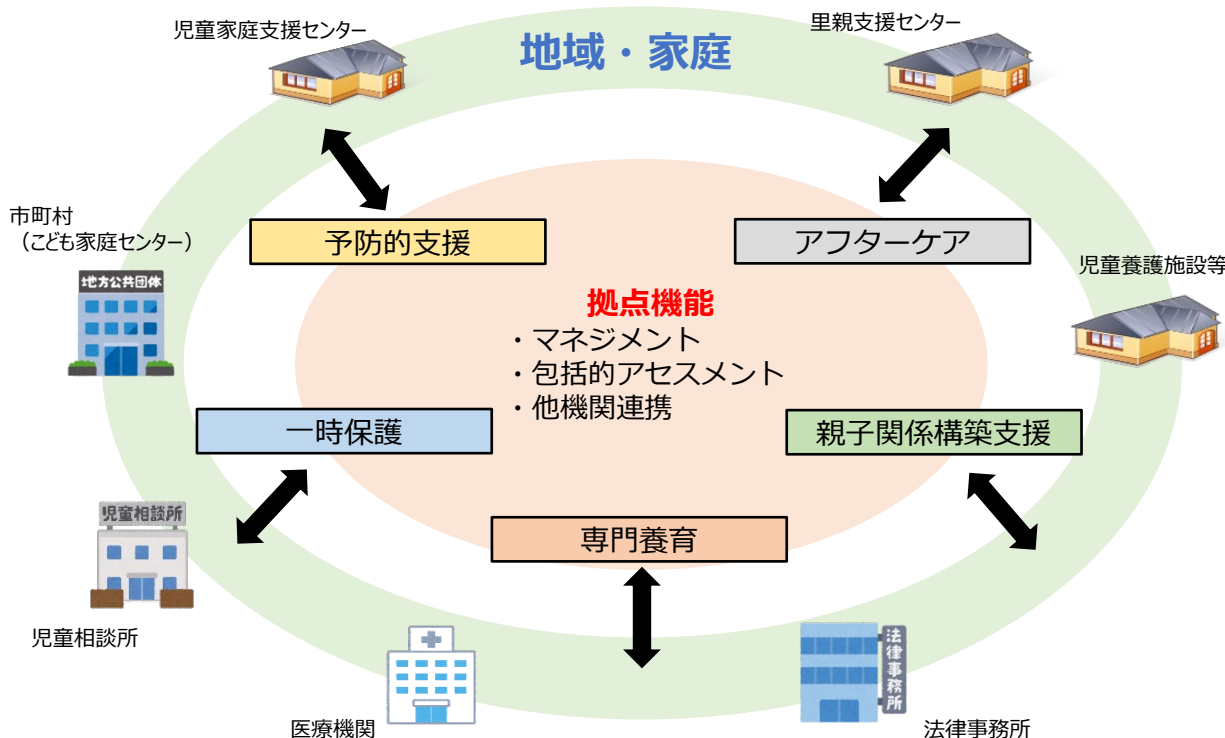 児童家庭支援センター
地域・家庭
里親支援センター
市町村
（こども家庭センター）
地方公共団体
予防的支援
アフターケア
児童養護施設等
拠点機能
・マネジメント
・包括的アセスメント
・他機関連携
一時保護
親子関係構築支援
児童相談所
専門養育
児童相談所
医療機関
法律事務所
法律事務所